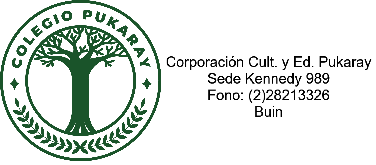 COLEGIO PUKARAY
Corporación Cult. y Ed. Pukaray
Sede Kennedy 989
Fono: (2)28213326
Buin